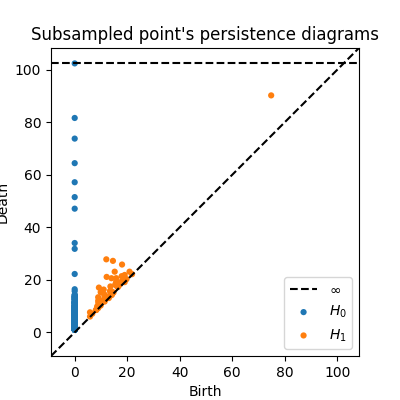 Subsampled point's persistence diagrams
Death
100
80
60
40
20
0
∞
H₀
H₁
0 20 40 60 80 100
Birth